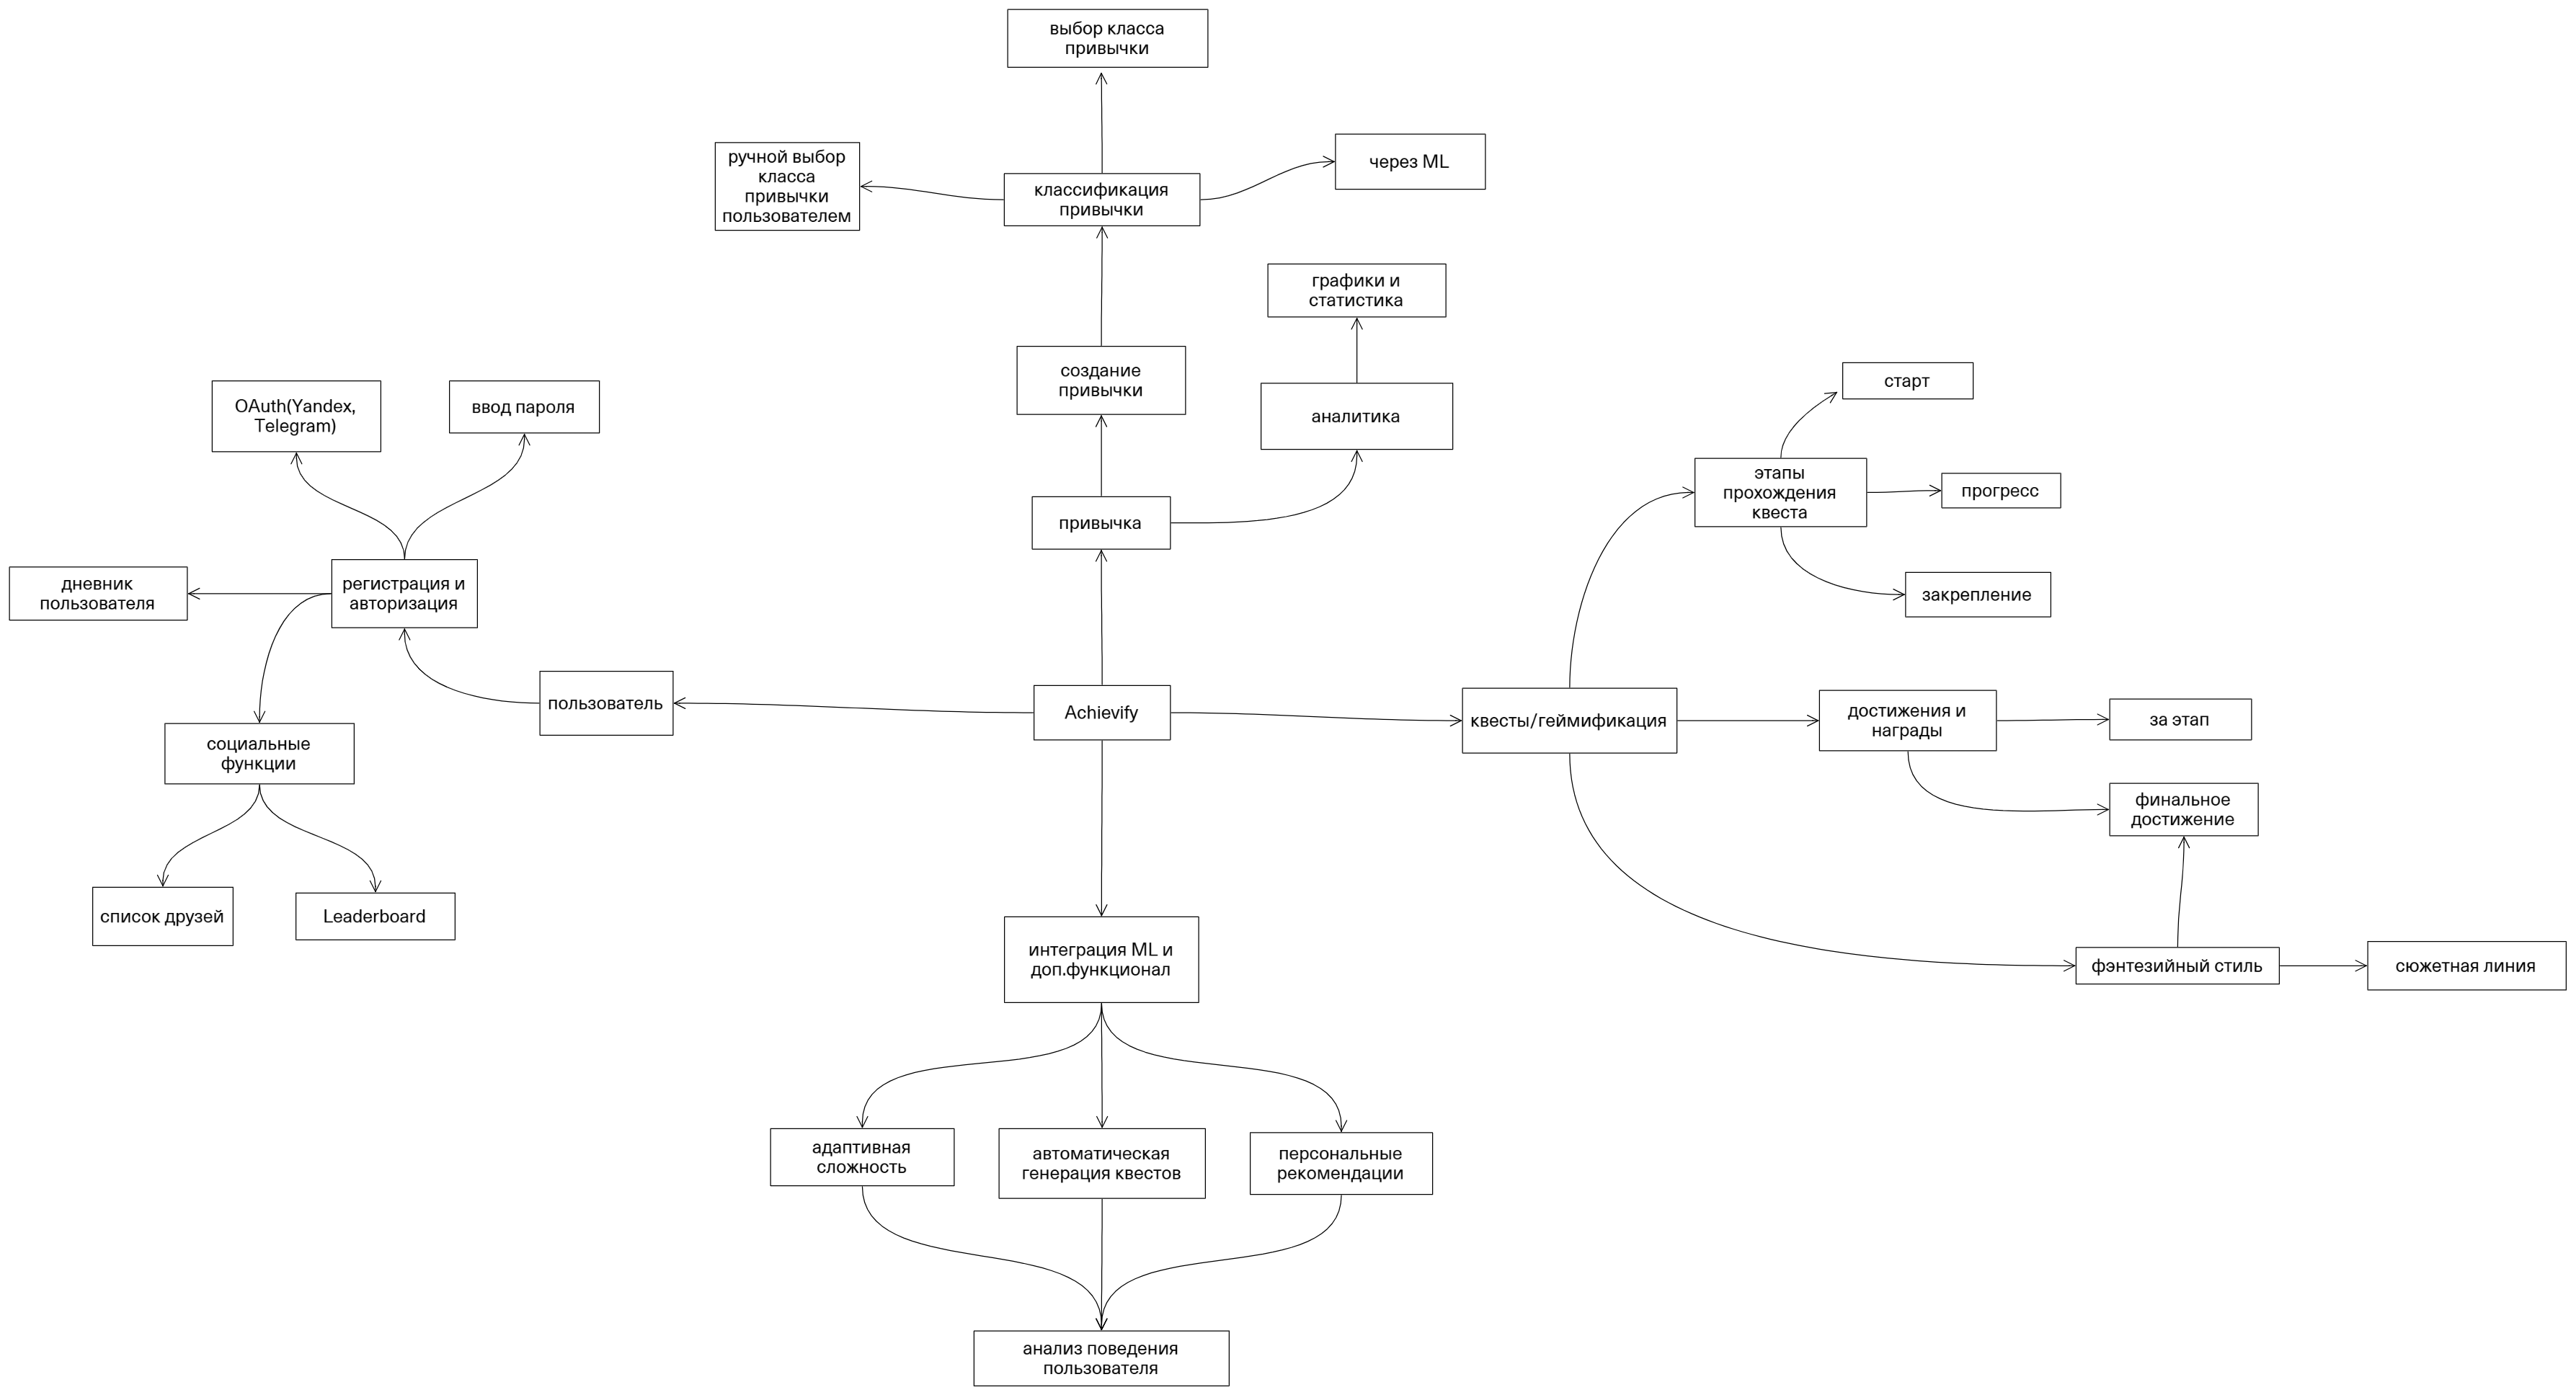 выбор класса
привычки
ручной выбор
класса
привычки
пользователем
классификация
привычки
через ML
графики и
статистика
создание
привычки
аналитика
OAuth(Yandex,
Telegram)
ввод пароля
старт
этапы
прохождения
квеста
прогресс
привычка
дневник
пользователя
регистрация и
авторизация
закрепление
пользователь
Achievify
квесты/геймификация
достижения и
награды
за этап
социальные
функции
финальное
достижение
список друзей
Leaderboard
интеграция ML и
доп.функционал
фэнтезийный стиль
сюжетная линия
адаптивная
сложность
автоматическая
генерация квестов
персональные
рекомендации
анализ поведения
пользователя